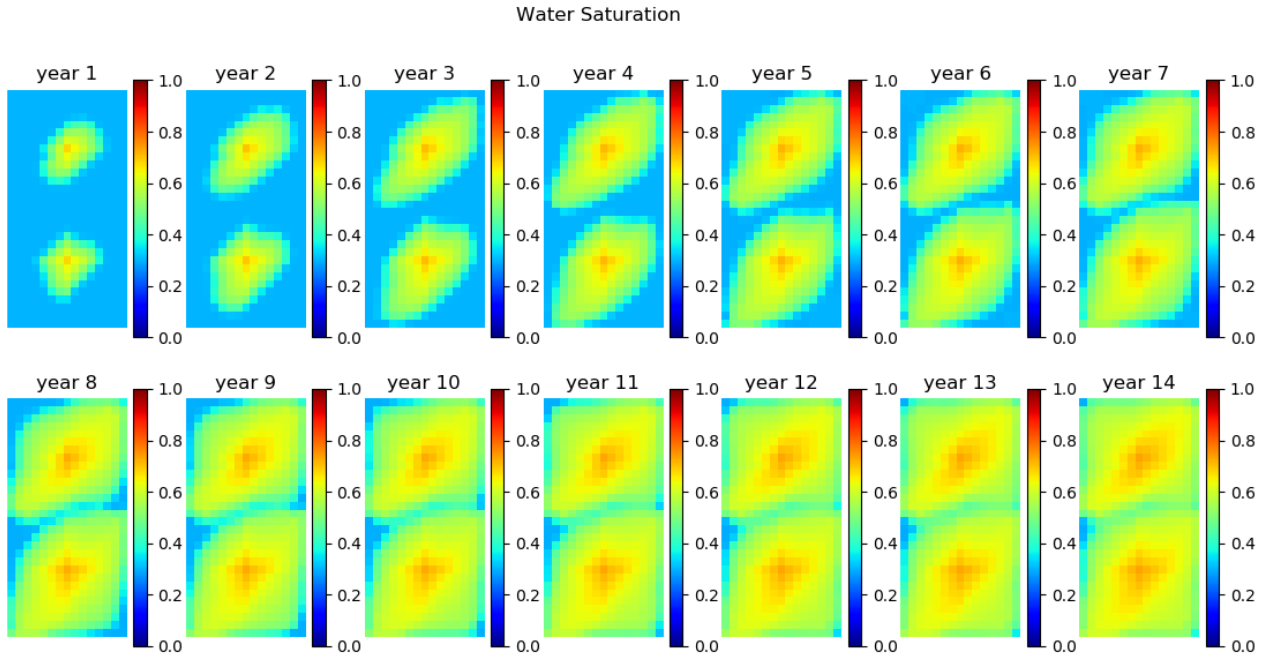 Water Saturation
year 1
year 2
year 3
year 4
year 5
year 6
year 7
1.0 1.0 1.0 1.0 1.0 1.0 1.0
0.8 0.8 0.8 0.8 0.8 0.8 0.8
0.6 0.6 0.6 0.6 0.6 0.6 0.6
0.4 0.4 0.4 0.4 0.4 0.4 0.4
0.2 0.2 0.2 0.2 0.2 0.2 0.2
0.0 0.0 0.0 0.0 0.0 0.0 0.0
year 8
year 9
year 10
year 11
year 12
year 13
year 14
1.0 1.0 1.0 1.0 1.0 1.0 1.0
0.8 0.8 0.8 0.8 0.8 0.8 0.8
0.6 0.6 0.6 0.6 0.6 0.6 0.6
0.4 0.4 0.4 0.4 0.4 0.4 0.4
0.2 0.2 0.2 0.2 0.2 0.2 0.2
0.0 0.0 0.0 0.0 0.0 0.0 0.0